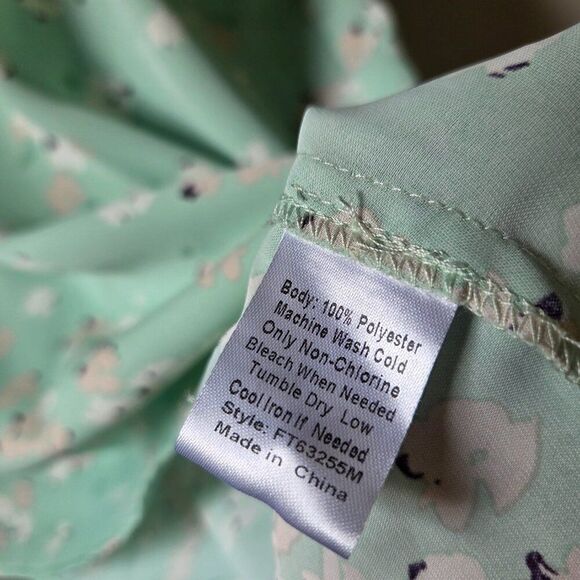 Body: 100% Polyester
Machine Wash Cold
Only Non-Chlorine
Bleach When Needed
Tumble Dry Low
Cool Iron If Needed
Style: FT63255M
Made in China